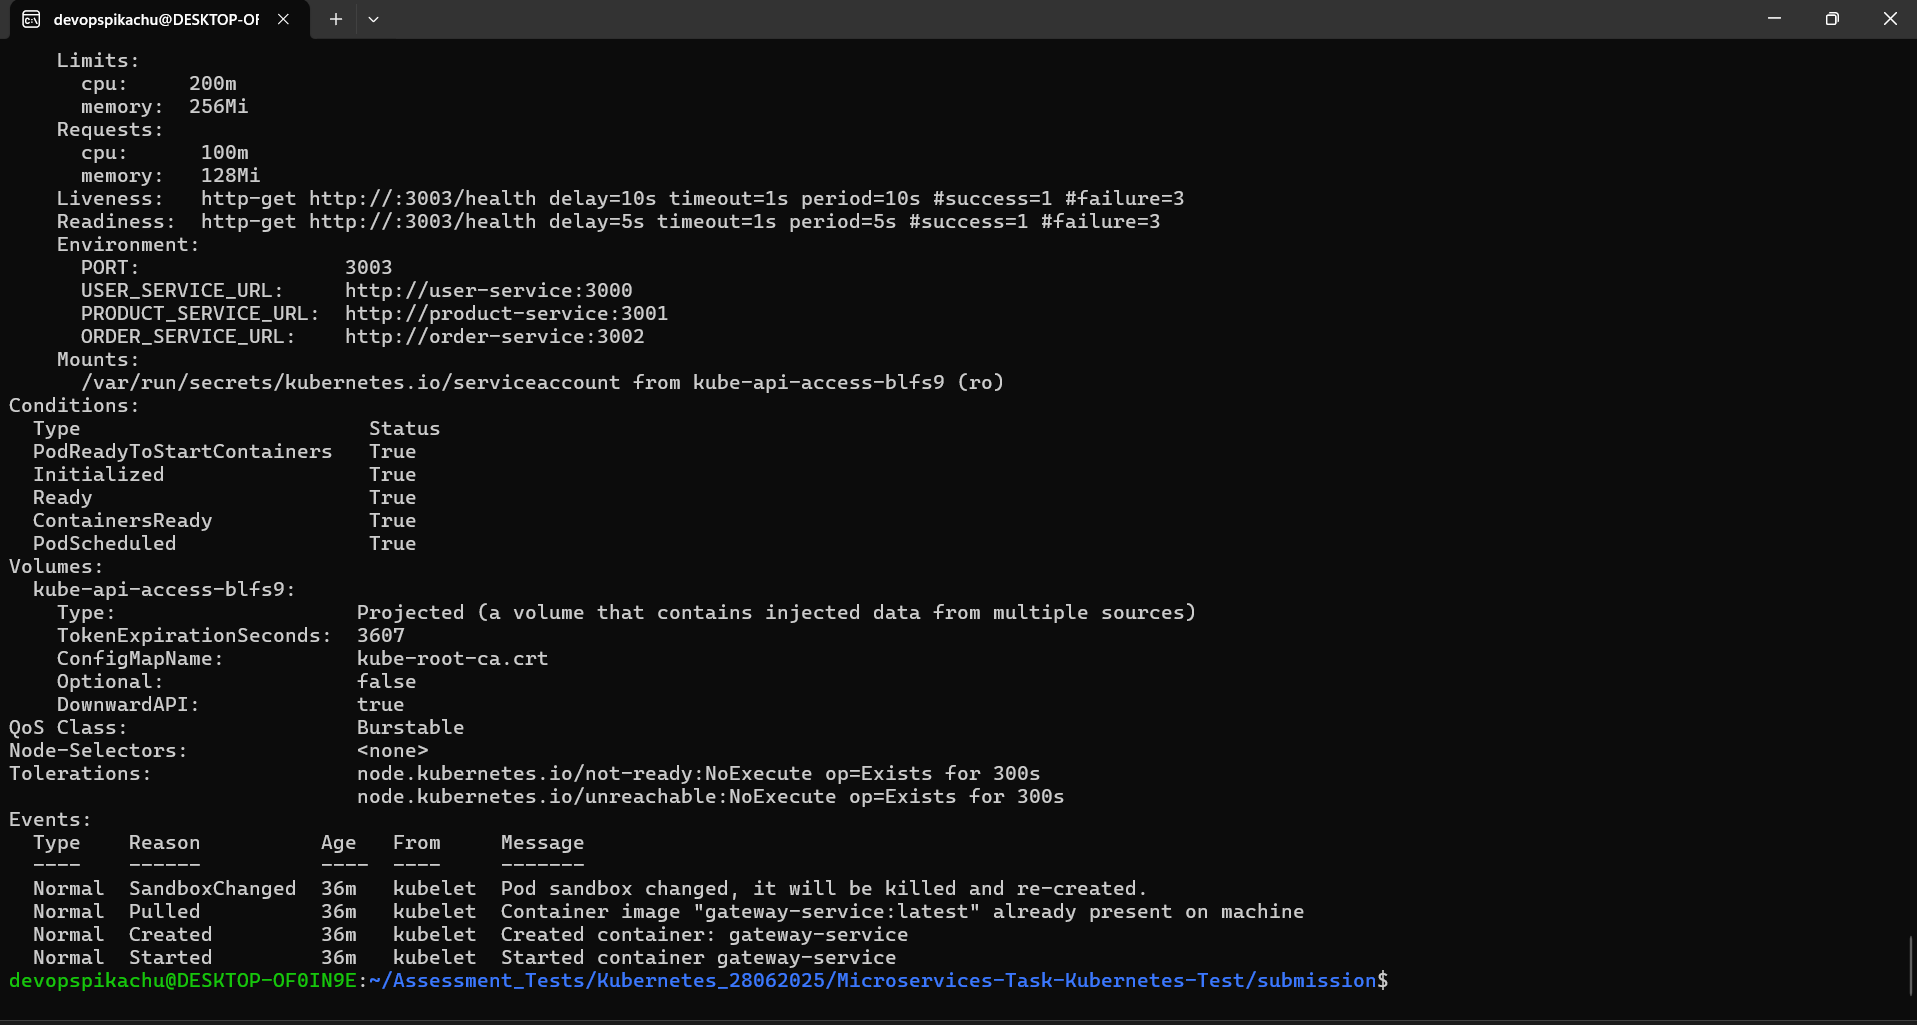 devopspikachu@DESKTOP-OF
    Limits:
      cpu:     200m
      memory:  256Mi
    Requests:
      cpu:      100m
      memory:   128Mi
    Liveness:   http-get http://:3003/health delay=10s timeout=1s period=10s #success=1 #failure=3
    Readiness:  http-get http://:3003/health delay=5s timeout=1s period=5s #success=1 #failure=3
    Environment:
      PORT:                 3003
      USER_SERVICE_URL:     http://user-service:3000
      PRODUCT_SERVICE_URL:  http://product-service:3001
      ORDER_SERVICE_URL:    http://order-service:3002
    Mounts:
      /var/run/secrets/kubernetes.io/serviceaccount from kube-api-access-blfs9 (ro)
Conditions:
  Type                        Status
  PodReadyToStartContainers   True
  Initialized                 True
  Ready                       True
  ContainersReady             True
  PodScheduled                True
Volumes:
  kube-api-access-blfs9:
    Type:                    Projected (a volume that contains injected data from multiple sources)
    TokenExpirationSeconds:  3607
    ConfigMapName:           kube-root-ca.crt
    Optional:                false
    DownwardAPI:             true
QoS Class:                   Burstable
Node-Selectors:              <none>
Tolerations:                 node.kubernetes.io/not-ready:NoExecute op=Exists for 300s
                             node.kubernetes.io/unreachable:NoExecute op=Exists for 300s
Events:
  Type    Reason          Age   From     Message
  ----    ------          ----  ----     -------
  Normal  SandboxChanged  36m   kubelet  Pod sandbox changed, it will be killed and re-created.
  Normal  Pulled          36m   kubelet  Container image "gateway-service:latest" already present on machine
  Normal  Created         36m   kubelet  Created container: gateway-service
  Normal  Started         36m   kubelet  Started container gateway-service
devopspikachu@DESKTOP-OF0IN9E:~/Assessment_Tests/Kubernetes_28062025/Microservices-Task-Kubernetes-Test/submission$